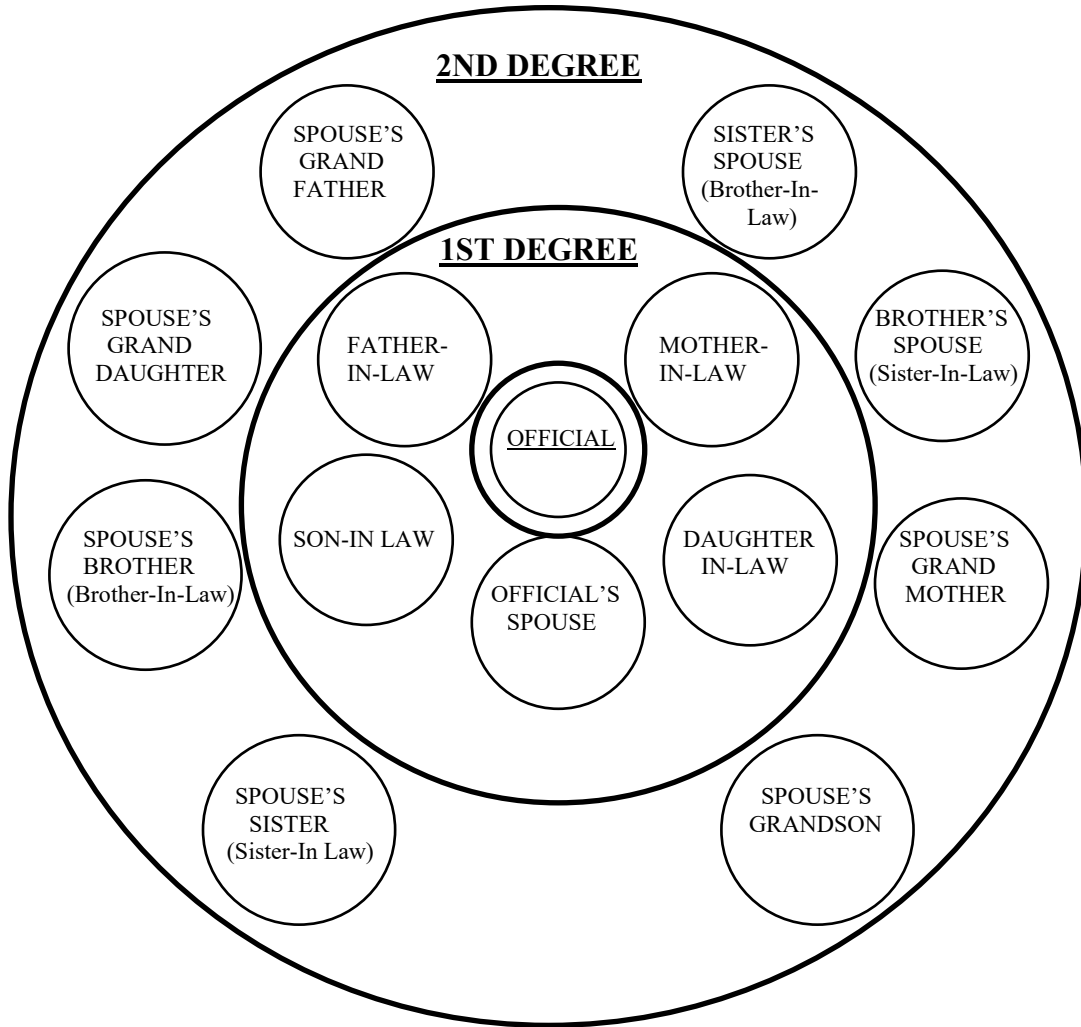 2ND DEGREE
SPOUSE’S
GRAND
FATHER
SISTER’S
SPOUSE
(Brother-In-
Law)
1ST DEGREE
SPOUSE’S
GRAND
DAUGHTER
FATHER-
IN-LAW
MOTHER-
IN-LAW
BROTHER’S
SPOUSE
(Sister-In-Law)
OFFICIAL
SPOUSE’S
BROTHER
(Brother-In-Law)
SON-IN LAW
OFFICIAL’S
SPOUSE
DAUGHTER
IN-LAW
SPOUSE’S
GRAND
MOTHER
SPOUSE’S
SISTER
(Sister-In Law)
SPOUSE’S
GRANDSON